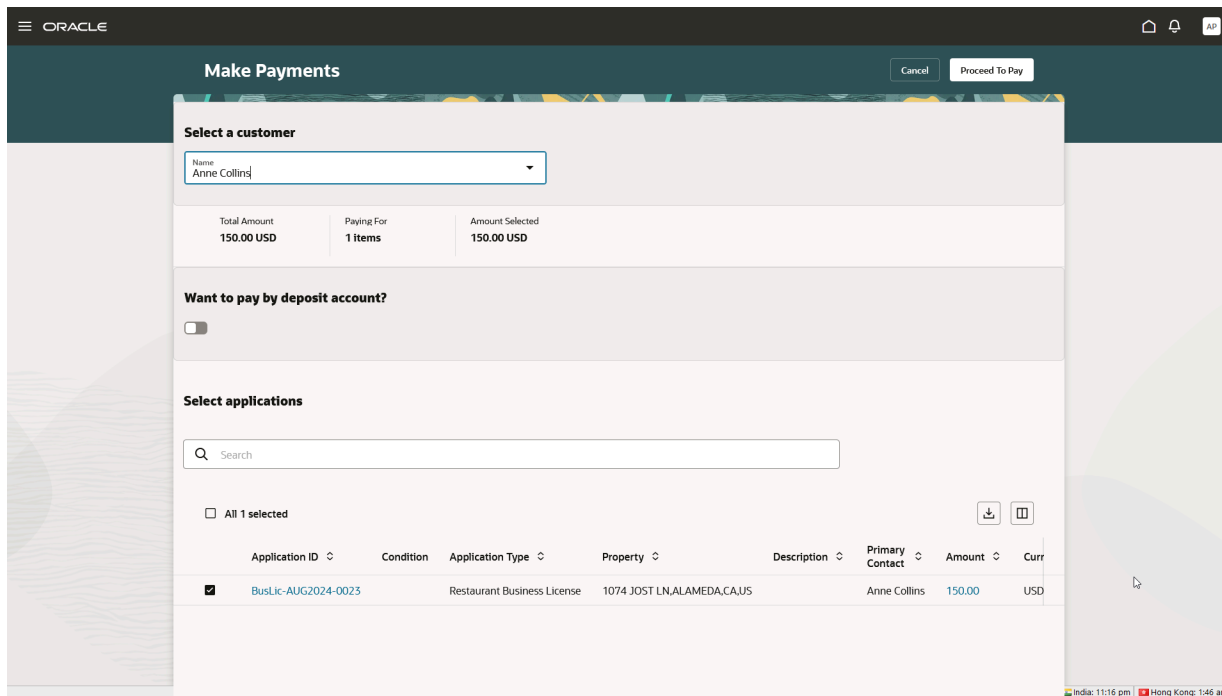 ORACLE
AP
Make Payments
Cancel
Proceed To Pay
Select a customer
Name
Anne Collins
Total Amount
Paying For
Amount Selected
150.00 USD
1 items
150.00 USD
Want to pay by deposit account?
Select applications
Search
All 1 selected
Application ID
Condition
Application Type
Property
Description
Primary
Contact
Amount
Curr
BusLic-AUG2024-0023
Restaurant Business License
1074 JOST LN,ALAMEDA,CA,US
Anne Collins
150.00
USD
India: 11:16 pm
Hong Kong: 1:46 a